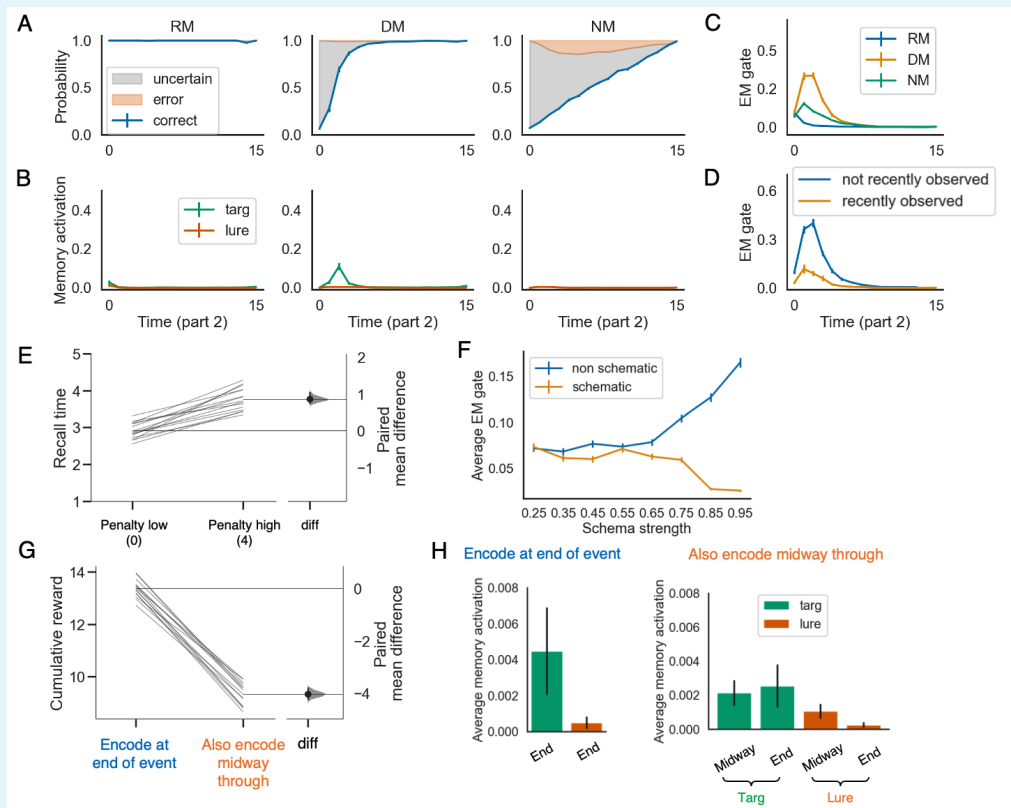 A
RM
DM
NM
Probability
1.0
0.5
0.0
uncertain
error
correct
0
15
1.0
0.5
0.0
0
15
1.0
0.5
0.0
0
15
B
Memory activation
0.4
0.2
0.0
targ
lure
0
15
Time (part 2)
0.4
0.2
0.0
0
15
Time (part 2)
0.4
0.2
0.0
0
15
Time (part 2)
C
EM gate
0.5
0.2
0.0
RM
DM
NM
0
15
D
EM gate
0.6
0.3
0.0
not recently observed
recently observed
0
15
Time (part 2)
E
Recall time
5
4
3
2
1
Penalty low
(0)
Penalty high
(4)
diff
2
1
0
−1
Paired
mean difference
F
Average EM gate
0.15
0.10
0.05
non schematic
schematic
0.25 0.35 0.45 0.55 0.65 0.75 0.85 0.95
Schema strength
G
Cumulative reward
14
12
10
Encode at
end of event
Also encode
midway
through
diff
0
−2
−4
Paired
mean difference
H
Encode at end of event
Average memory activation
0.008
0.006
0.004
0.002
0.000
End
End
Also encode midway through
Average memory activation
0.008
0.006
0.004
0.002
0.000
targ
lure
Midway
End
Midway
End
Targ
Lure